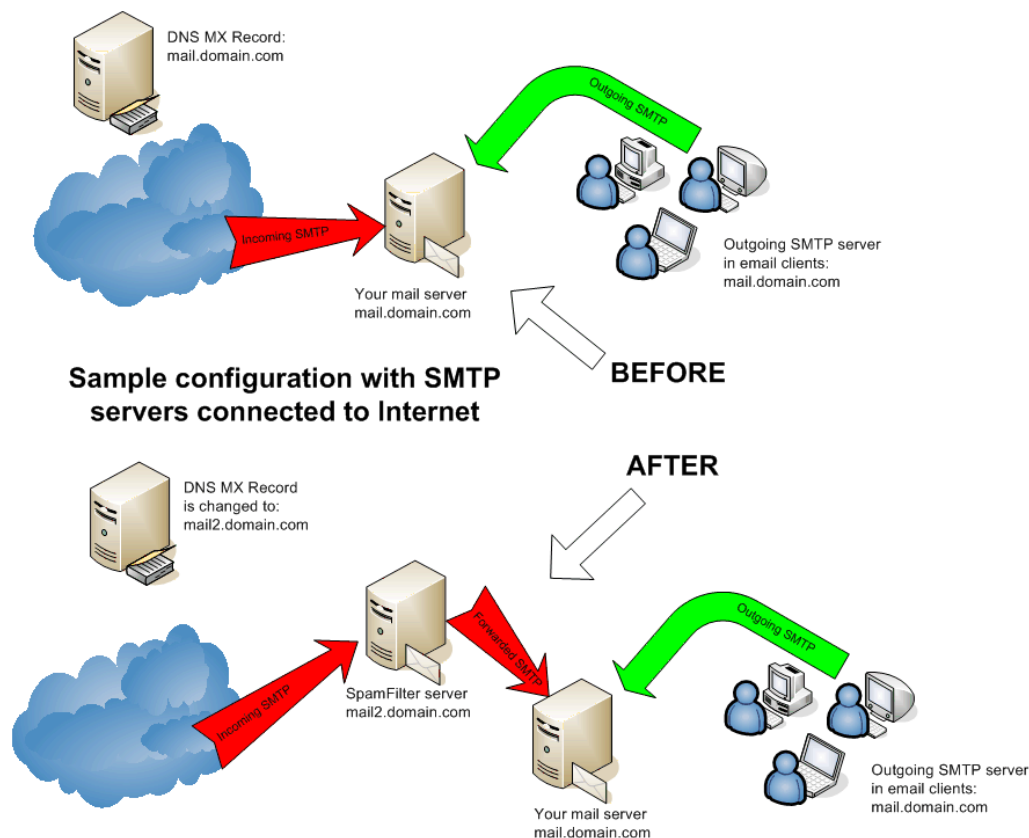 DNS MX Record:
mail.domain.com
Outgoing SMTP
Incoming SMTP
Outgoing SMTP server
in email clients:
mail.domain.com
Your mail server
mail.domain.com
BEFORE
Sample configuration with SMTP
servers connected to Internet
AFTER
DNS MX Record
is changed to:
mail2.domain.com
Outgoing SMTP
Forwarded SMTP
Incoming SMTP
SpamFilter server
mail2.domain.com
Outgoing SMTP server
in email clients:
mail.domain.com
Your mail server
mail.domain.com